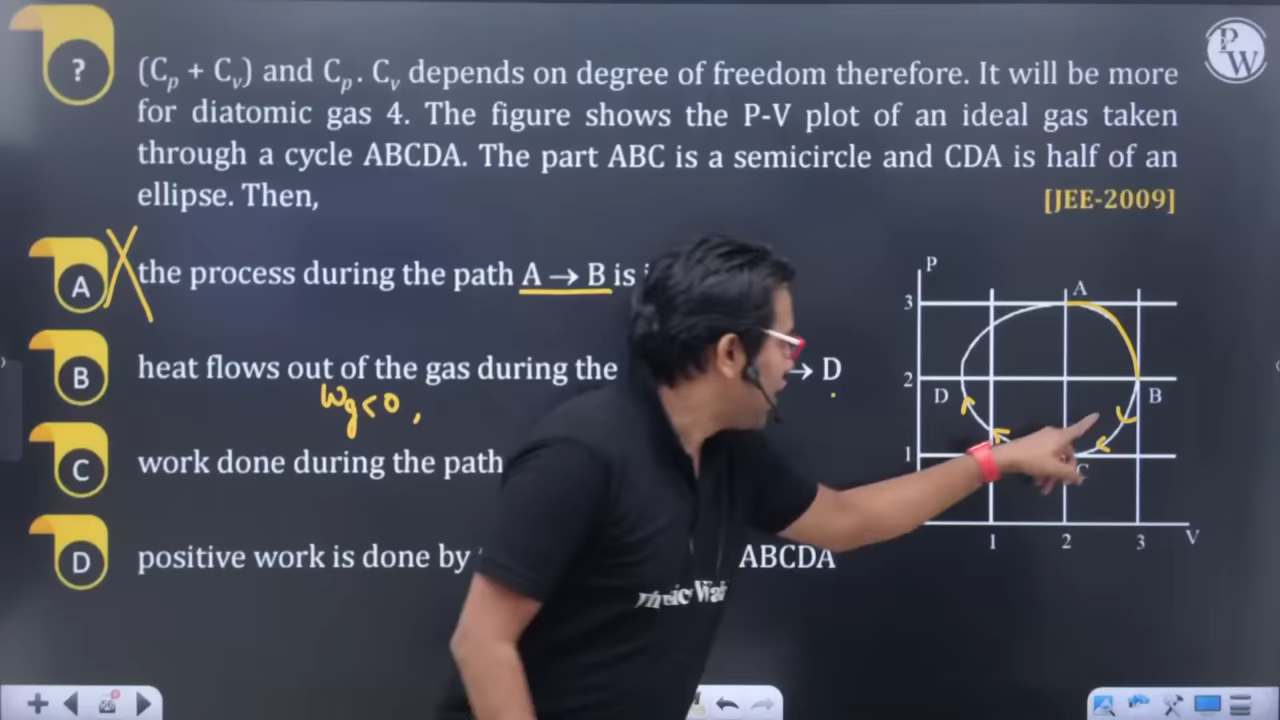 ?
(Cp + Cv) and Cp. Cv depends on degree of freedom therefore. It will be more
for diatomic gas 4. The figure shows the P-V plot of an ideal gas taken
through a cycle ABCDA. The part ABC is a semicircle and CDA is half of an
ellipse. Then,
[JEE-2009]
A the process during the path A → B is
B heat flows out of the gas during the → D
Wg<0,
C work done during the path
D positive work is done by ABCDA
P
3 A
2 D B
1 C
1 2 3 V
PW
Physics Wal